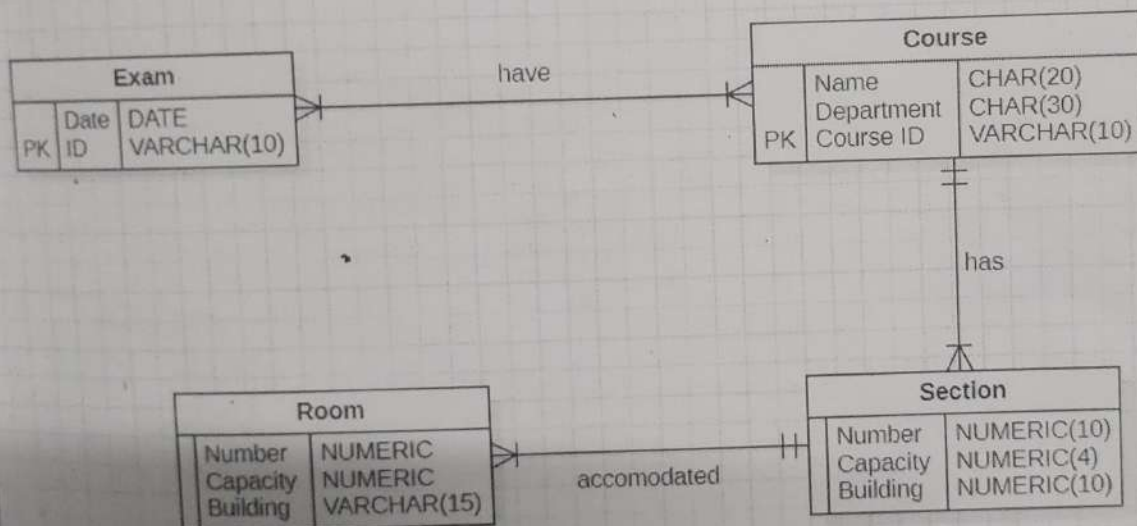 Exam
Date DATE
PK ID VARCHAR(10)
have
Course
Name CHAR(20)
Department CHAR(30)
PK Course ID VARCHAR(10)
has
Room
Number NUMERIC
Capacity NUMERIC
Building VARCHAR(15)
accomodated
Section
Number NUMERIC(10)
Capacity NUMERIC(4)
Building NUMERIC(10)